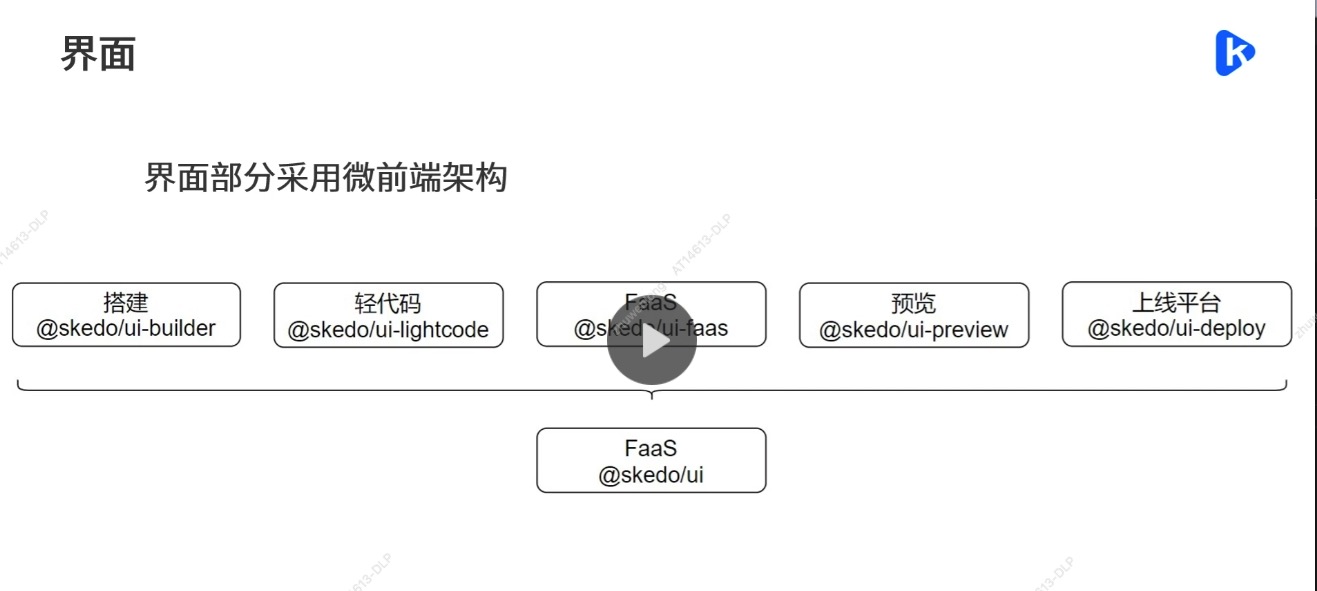 界面
k
界面部分采用微前端架构
AT14613-DLP
搭建
@skedo/ui-builder
轻代码
@skedo/ui-lightcode
FaaS
@skedo/ui-faas
预览
@skedo/ui-preview
上线平台
@skedo/ui-deploy
FaaS
@skedo/ui